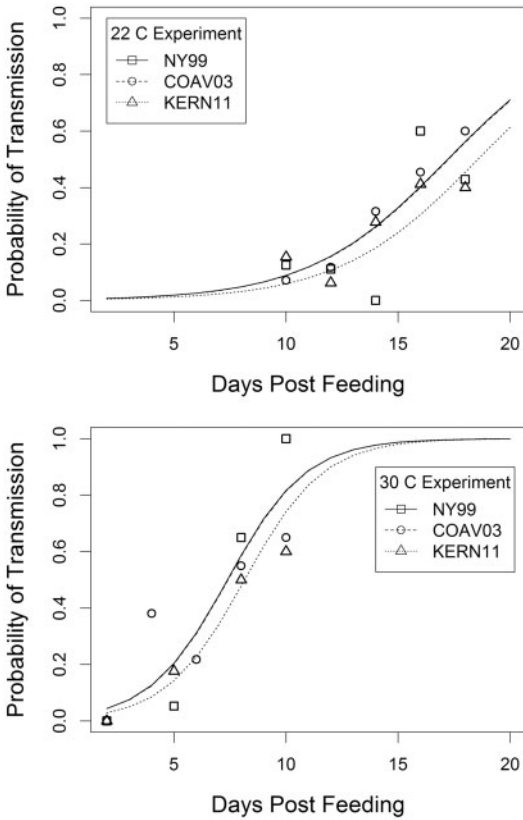 22 C Experiment
NY99
COAV03
KERN11
Probability of Transmission
0.0 0.2 0.4 0.6 0.8 1.0
5 10 15 20
Days Post Feeding
30 C Experiment
NY99
COAV03
KERN11
Probability of Transmission
0.0 0.2 0.4 0.6 0.8 1.0
5 10 15 20
Days Post Feeding